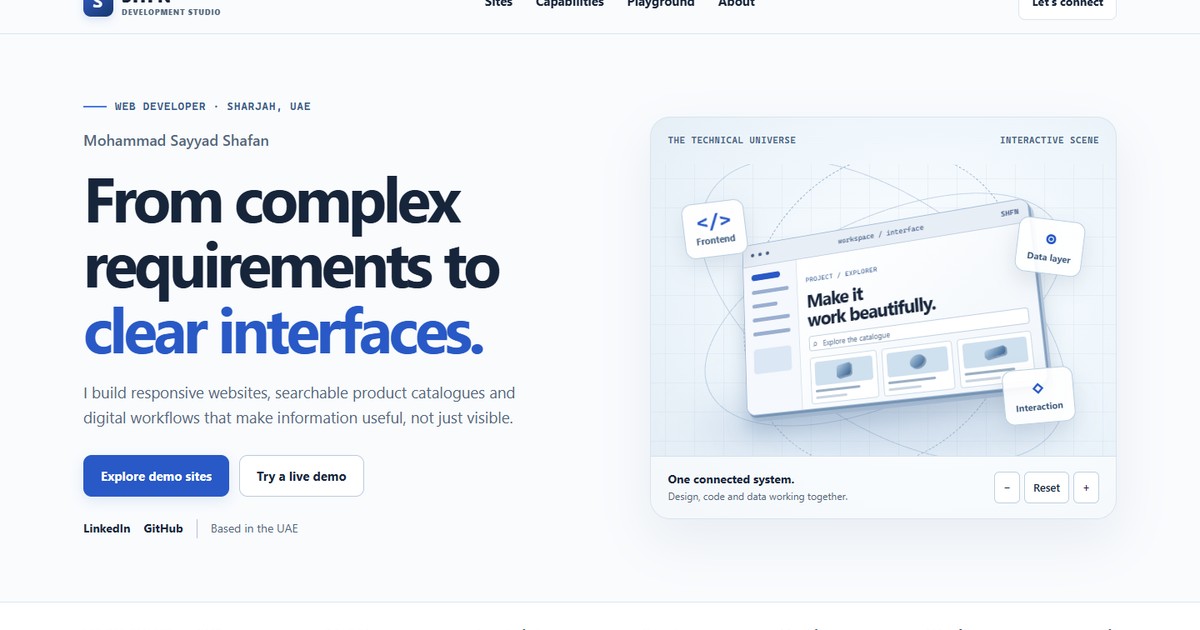 S
SHFN
DEVELOPMENT STUDIO
Sites
Capabilities
Playground
About
Let's connect
WEB DEVELOPER · SHARJAH, UAE
Mohammad Sayyad Shafan
From complex
requirements to
clear interfaces.
I build responsive websites, searchable product catalogues and
digital workflows that make information useful, not just visible.
Explore demo sites
Try a live demo
LinkedIn
GitHub
Based in the UAE
THE TECHNICAL UNIVERSE
INTERACTIVE SCENE
</>
Frontend
workspace / interface
SHFN
Data layer
PROJECT / EXPLORER
Make it
work beautifully.
Explore the catalogue
Interaction
One connected system.
Design, code and data working together.
−
Reset
+